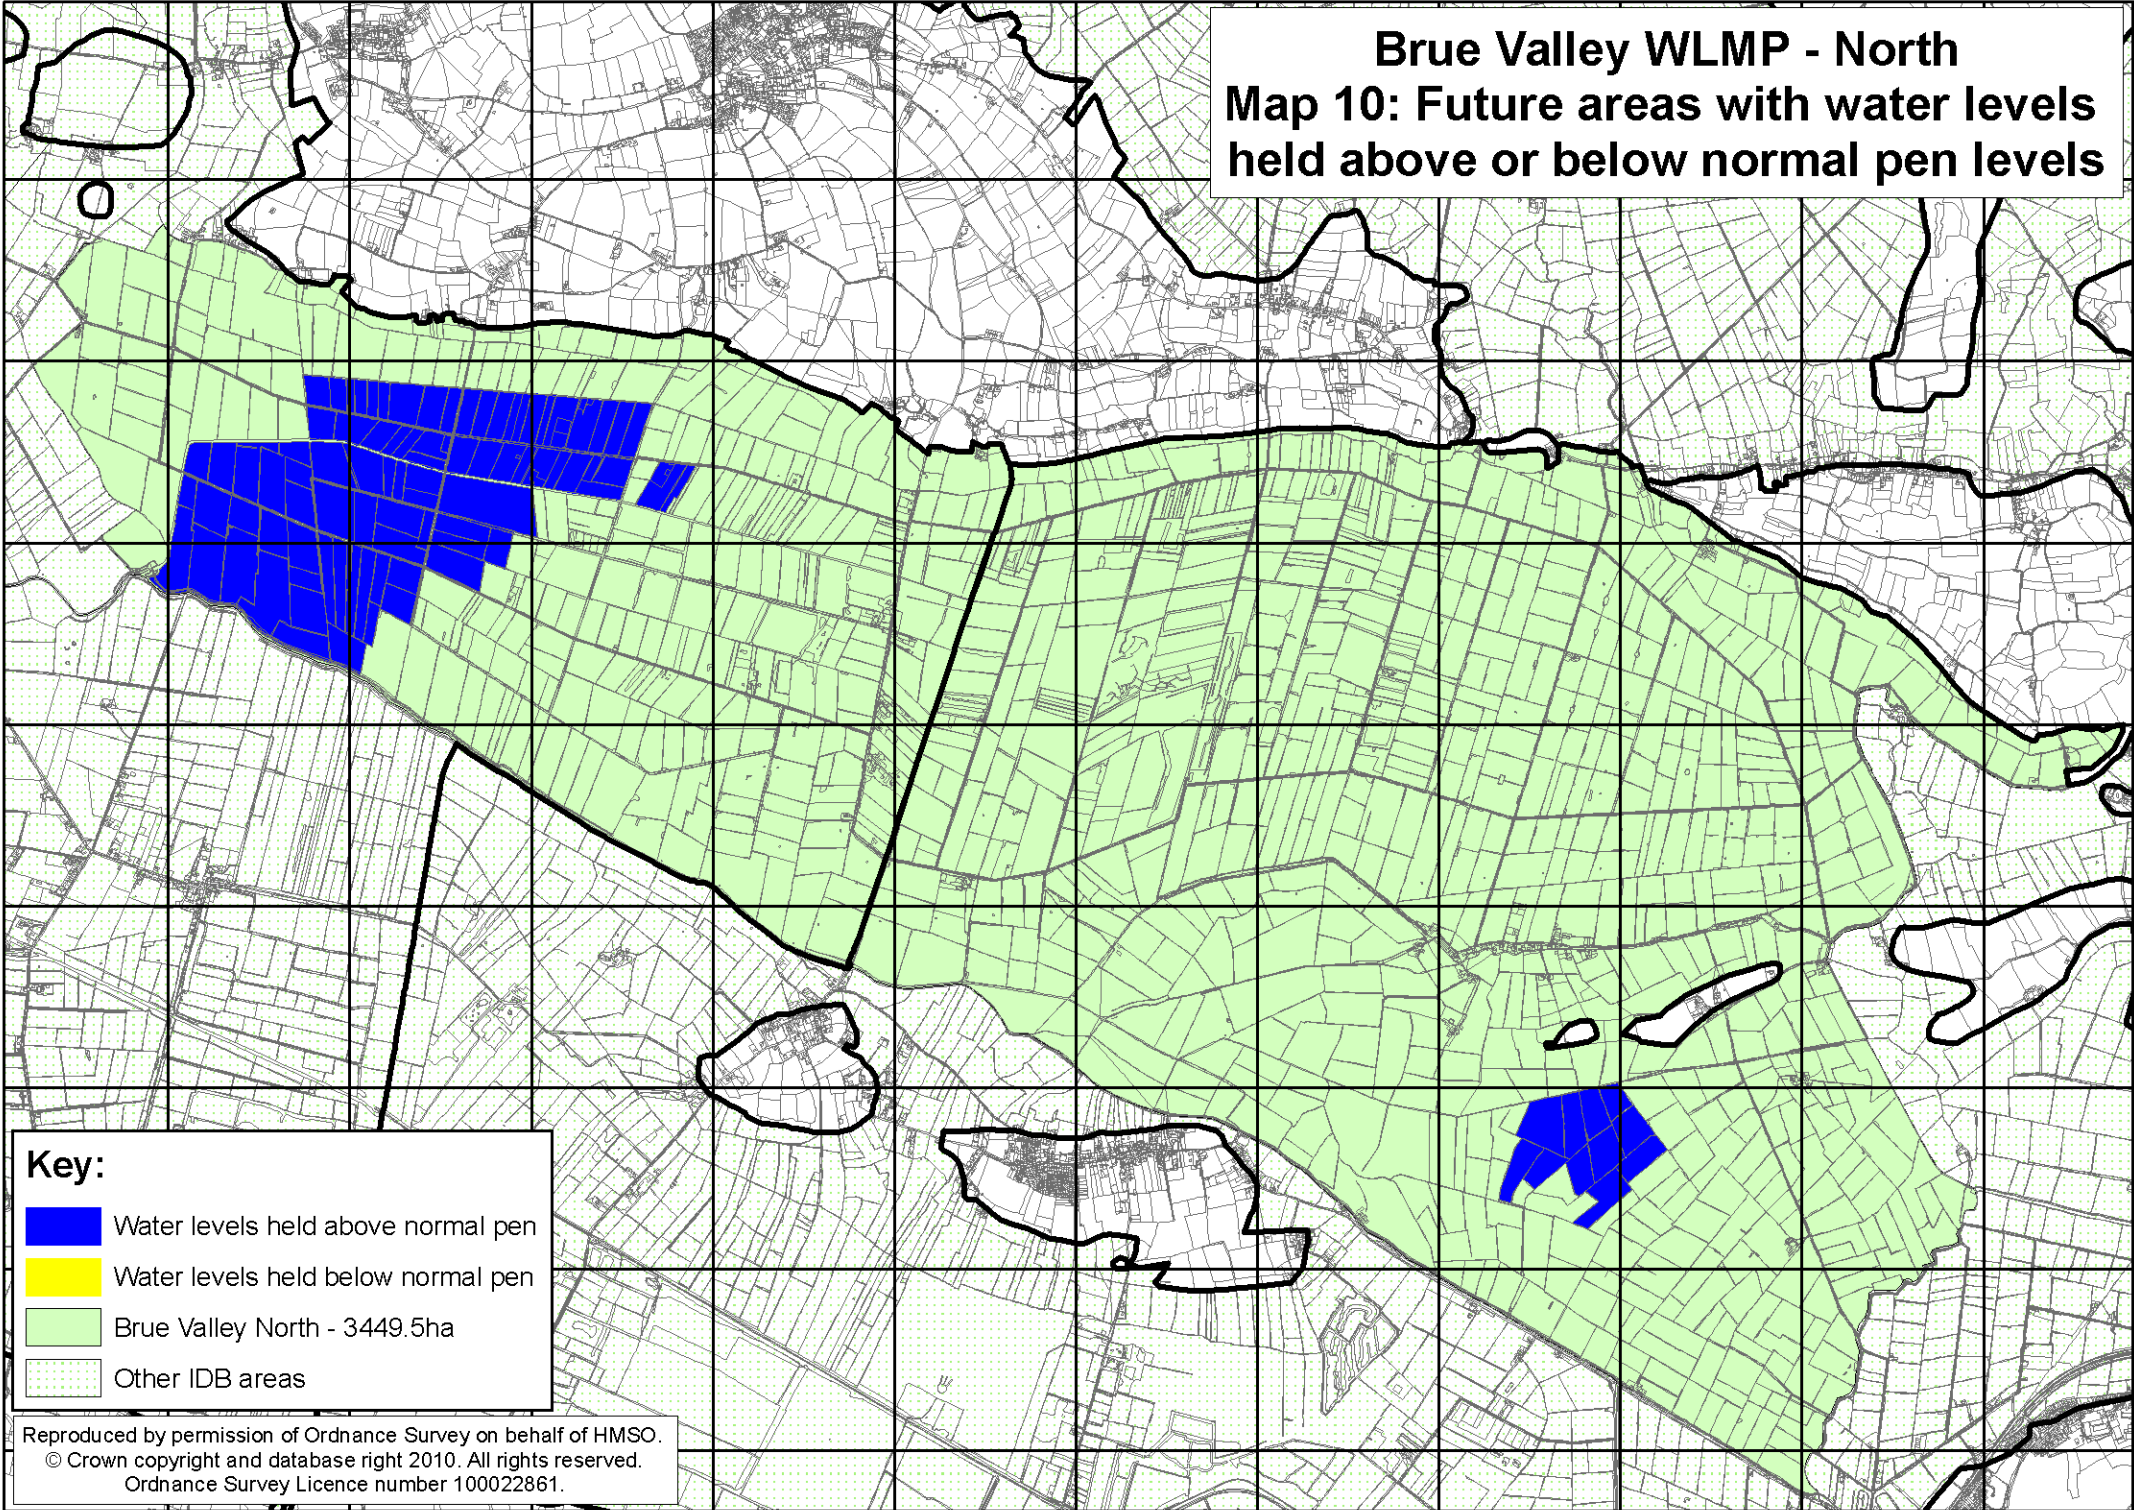 Brue Valley WLMP - North
Map 10: Future areas with water levels
held above or below normal pen levels
Key:
Water levels held above normal pen
Water levels held below normal pen
Brue Valley North - 3449.5ha
Other IDB areas
Reproduced by permission of Ordnance Survey on behalf of HMSO.
© Crown copyright and database right 2010. All rights reserved.
Ordnance Survey Licence number 100022861.